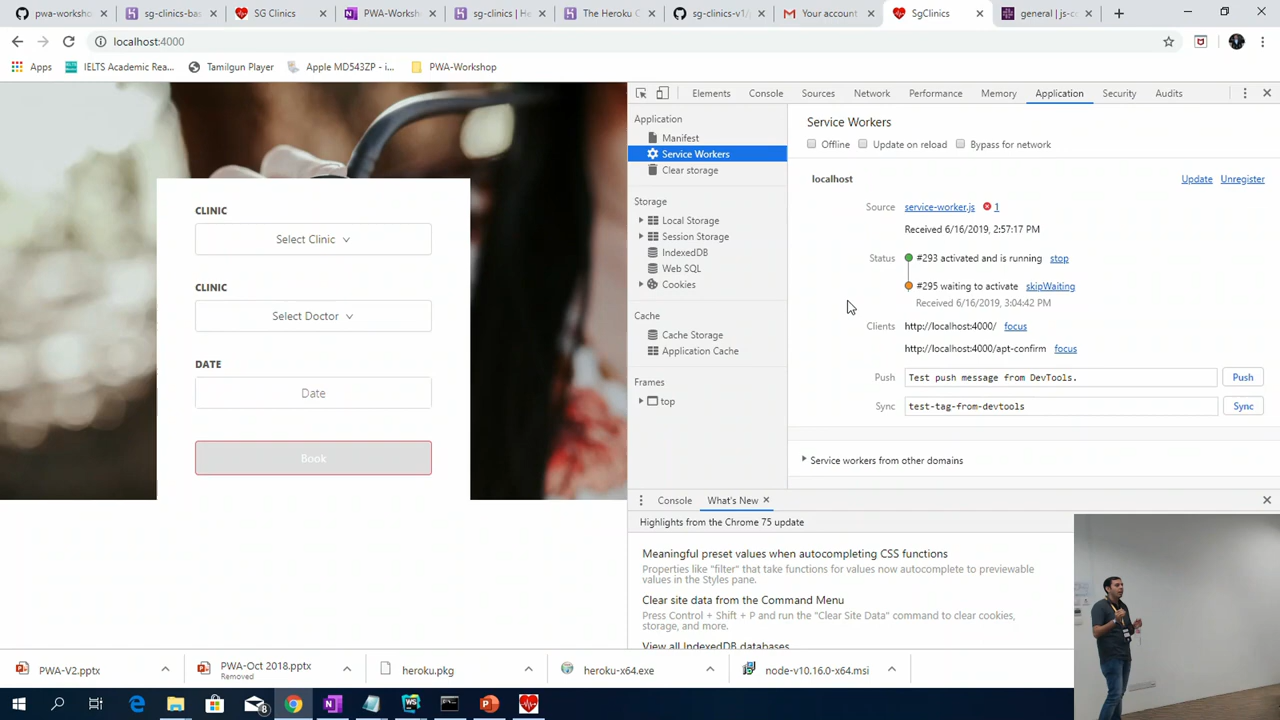 pwa-worksho
sg-clinics-bas
SG Clinics
PWA-Worksh
sg-clinics | He
The Heroku C
sg-clinics-v1/
Your account
SgClinics
general | js-c
localhost:4000
Apps
IELTS Academic Rea...
Tamilgun Player
Apple MD543ZP - i...
PWA-Workshop
Elements
Console
Sources
Network
Performance
Memory
Application
Security
Audits
Application
Manifest
Service Workers
Clear storage
Storage
Local Storage
Session Storage
IndexedDB
Web SQL
Cookies
Cache
Cache Storage
Application Cache
Frames
top
Service Workers
Offline
Update on reload
Bypass for network
localhost
Update
Unregister
Source
service-worker.js
1
Received 6/16/2019, 2:57:17 PM
Status
#293 activated and is running
stop
#295 waiting to activate
skipWaiting
Received 6/16/2019, 3:04:42 PM
Clients
http://localhost:4000/
focus
http://localhost:4000/apt-confirm
focus
Push
Test push message from DevTools.
Push
Sync
test-tag-from-devtools
Sync
Service workers from other domains
CLINIC
Select Clinic
CLINIC
Select Doctor
DATE
Date
Book
Console
What's New
Highlights from the Chrome 75 update
Meaningful preset values when autocompleting CSS functions
Properties like "filter" that take functions for values now autocomplete to previewable
values in the Styles pane.
Clear site data from the Command Menu
Press Control + Shift + P and run the "Clear Site Data" command to clear cookies,
storage, and more.
View all IndexedDB databases
PWA-V2.pptx
PWA-Oct 2018.pptx
Removed
heroku.pkg
heroku-x64.exe
node-v10.16.0-x64.msi
8